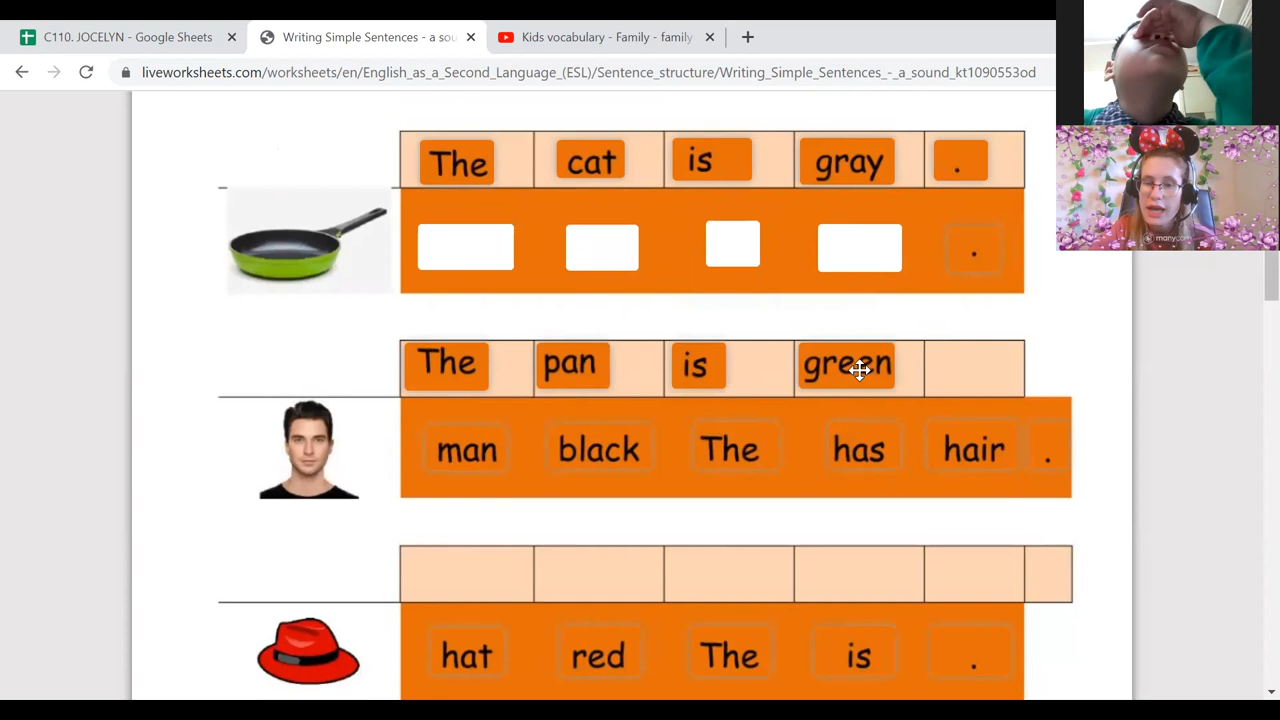 C110. JOCELYN - Google Sheets
Writing Simple Sentences - a sou
Kids vocabulary - Family - family
liveworksheets.com/worksheets/en/English_as_a_Second_Language_(ESL)/Sentence_structure/Writing_Simple_Sentences_-_a_sound_kt1090553od
The cat is gray .
.
The pan is green
man black The has hair .
hat red The is .
manycam